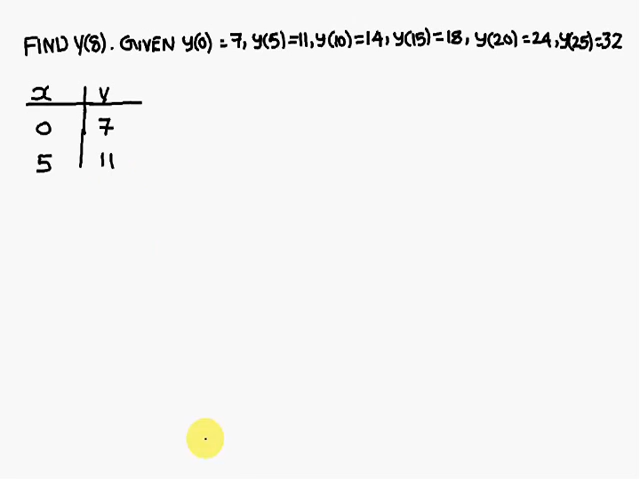 FIND Y(8). GIVEN y(0) = 7, y(5)=11, y(10)=14, y(15)=18, y(20)=24, y(25)=32
x y
0 7
5 11